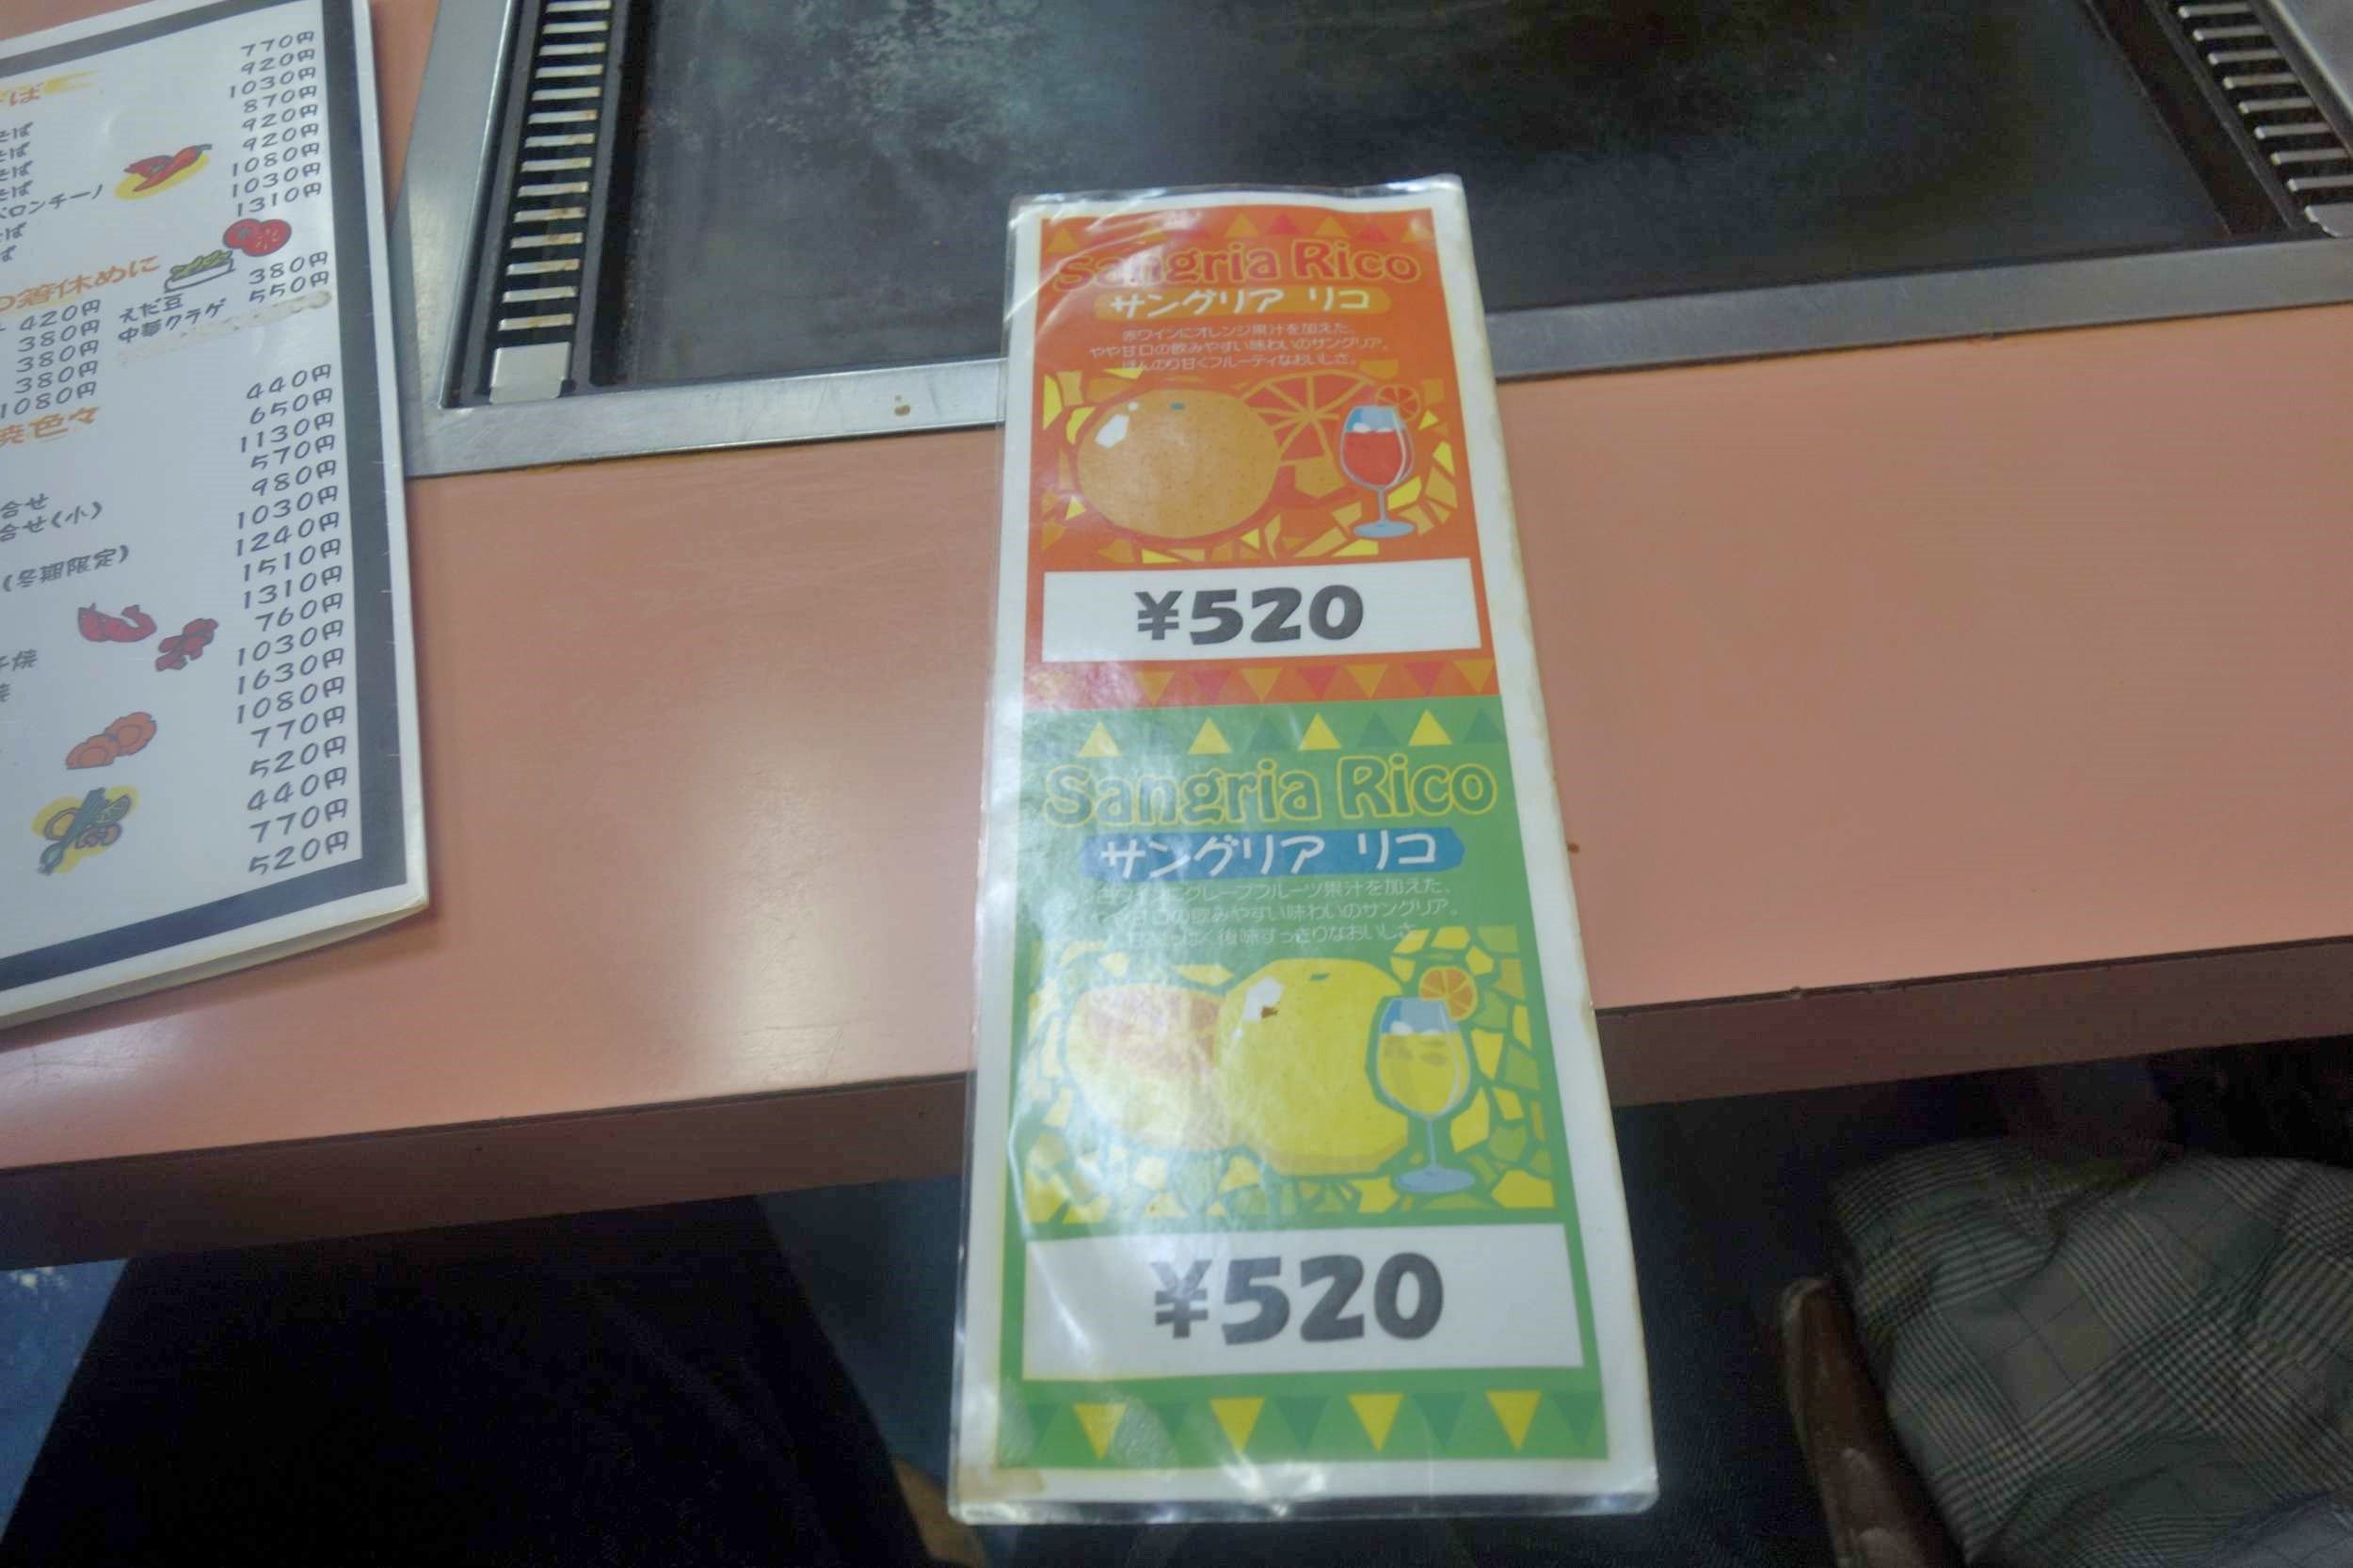 770円
920円
1030円
870円
920円
920円
1080円
1030円
1310円
そば
そば
そば
そば
ペロンチーノ
そば
ば
箸休めに
420円
380円
380円
380円
1080円
えだ豆 380円
中華クラゲ 550円
焼色々
440円
650円
1130円
570円
980円
1030円
1240円
1510円
1310円
760円
1030円
1630円
1080円
770円
520円
440円
770円
520円
合せ
合せ(小)
(冬期限定)
焼
Sangria Rico
サングリア リコ
赤ワインにオレンジ果汁を加えた、
やや甘口の飲みやすい味わいのサングリア。
ほんのり甘くフルーティなおいしさ。
¥520
Sangria Rico
サングリア リコ
グレープフルーツ果汁を加えた、
の飲みやすい味わいのサングリア。
後味すっきりなおいしさ
¥520